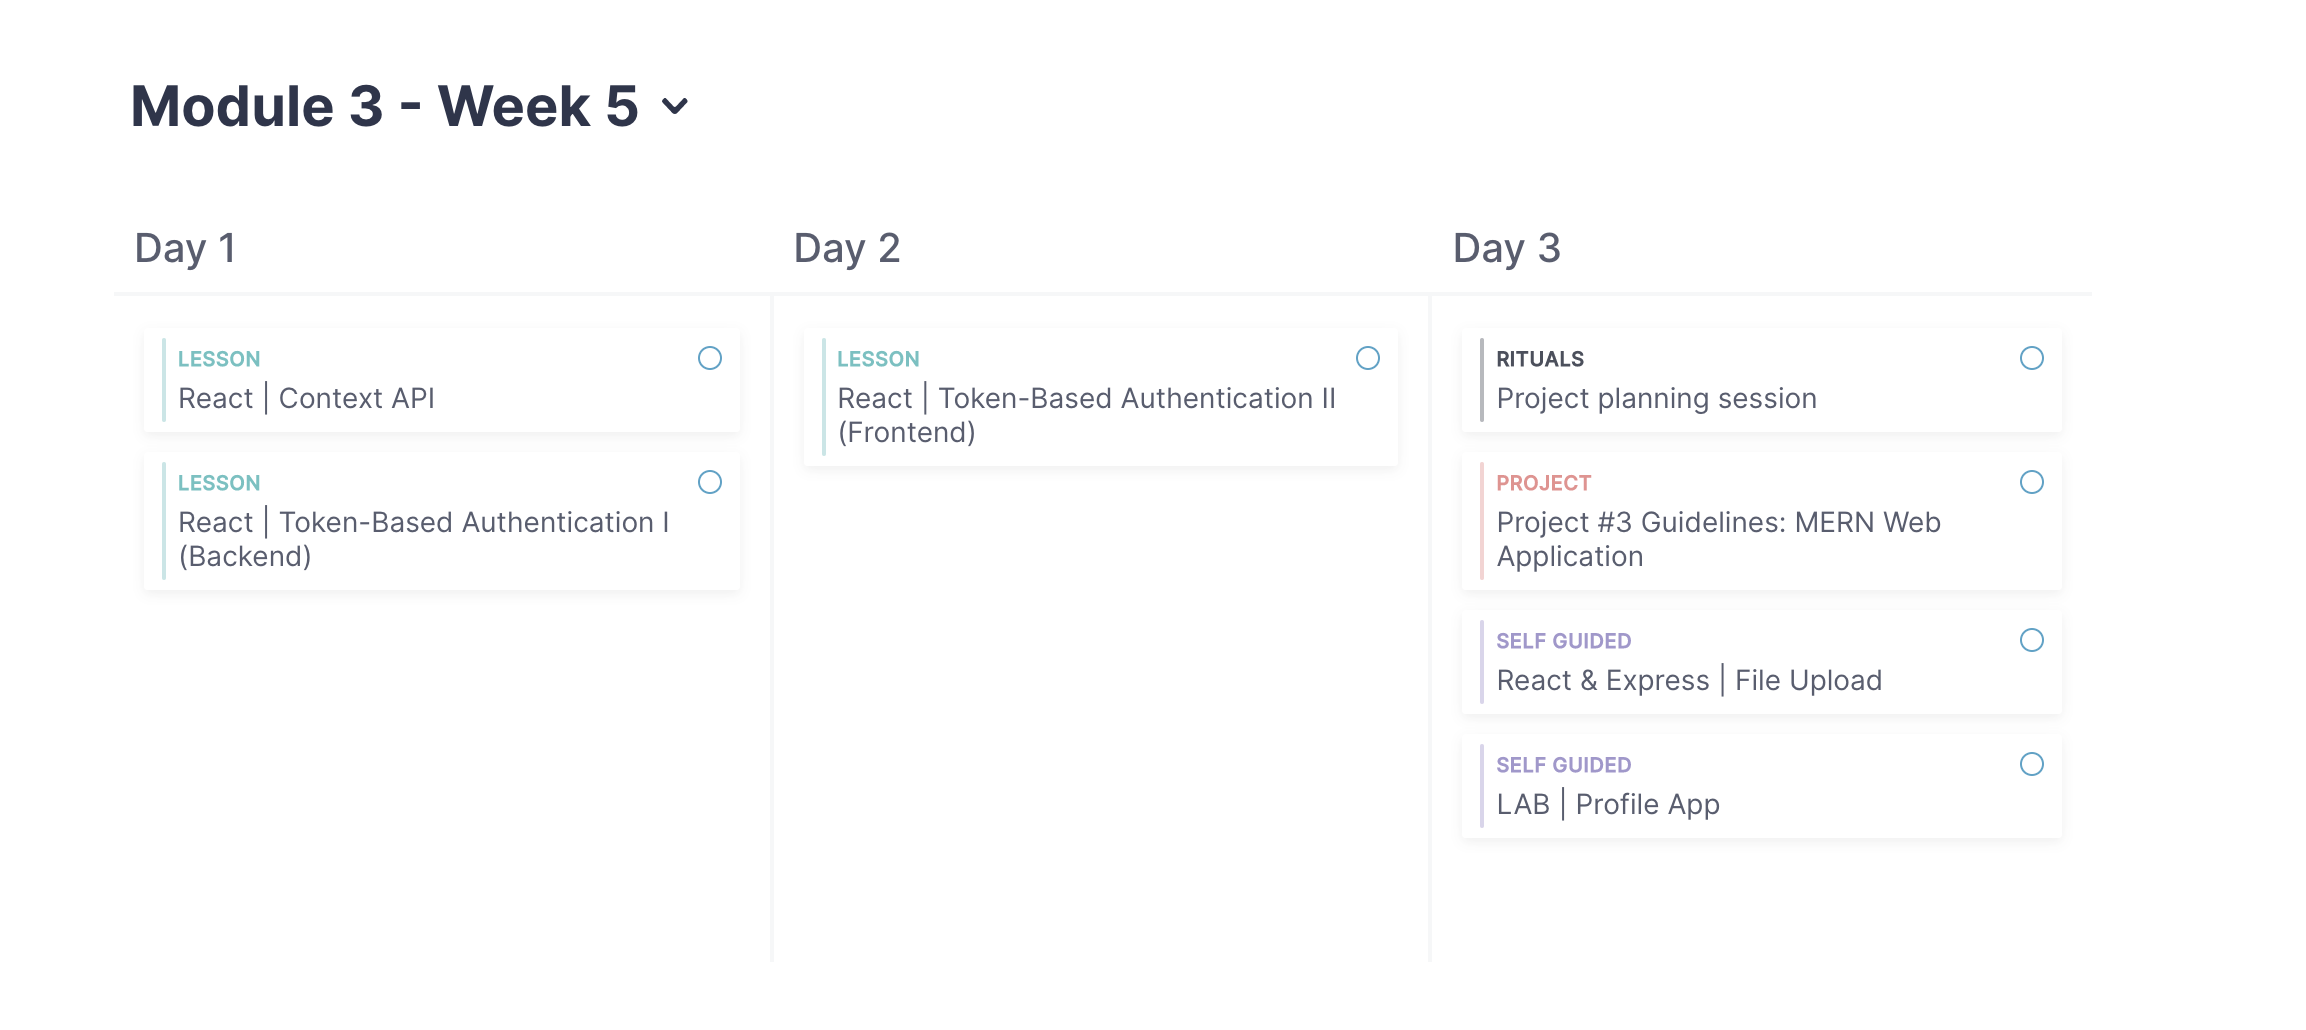 Module 3 - Week 5
Day 1
LESSON
React | Context API
LESSON
React | Token-Based Authentication I
(Backend)
Day 2
LESSON
React | Token-Based Authentication II
(Frontend)
Day 3
RITUALS
Project planning session
PROJECT
Project #3 Guidelines: MERN Web
Application
SELF GUIDED
React & Express | File Upload
SELF GUIDED
LAB | Profile App